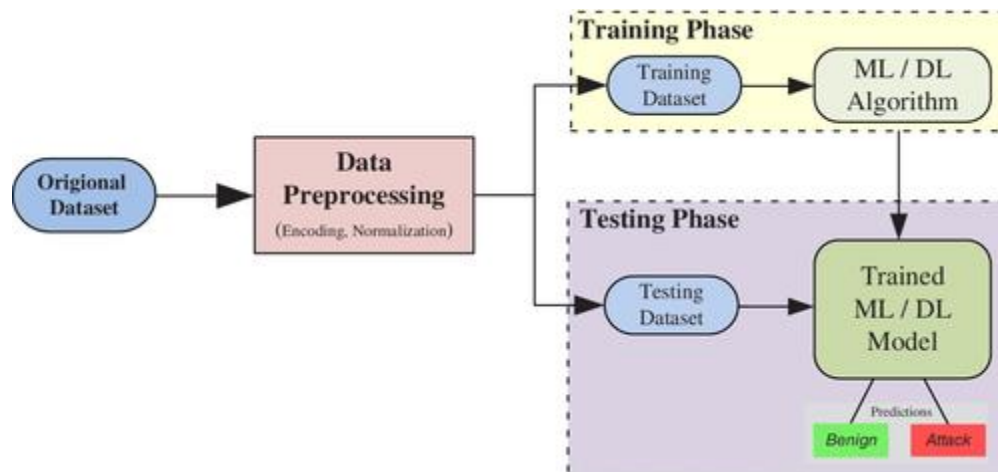 Training Phase
Training
Dataset
ML / DL
Algorithm
Origional
Dataset
Data
Preprocessing
(Encoding, Normalization)
Testing Phase
Testing
Dataset
Trained
ML / DL
Model
Predictions
Benign
Attack